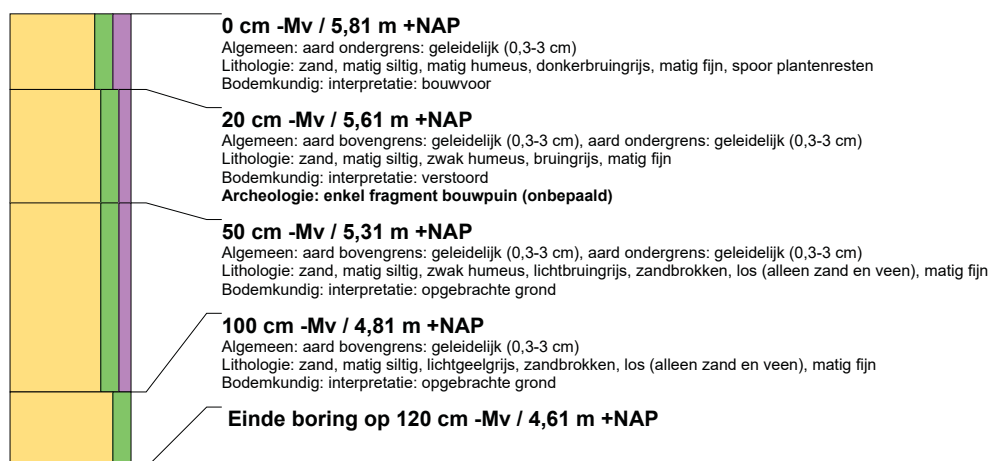 0 cm -Mv / 5,81 m +NAP
Algemeen: aard ondergrens: geleidelijk (0,3-3 cm)
Lithologie: zand, matig siltig, matig humeus, donkerbruingrijs, matig fijn, spoor plantenresten
Bodemkundig: interpretatie: bouwvoor
20 cm -Mv / 5,61 m +NAP
Algemeen: aard bovengrens: geleidelijk (0,3-3 cm), aard ondergrens: geleidelijk (0,3-3 cm)
Lithologie: zand, matig siltig, zwak humeus, bruingrijs, matig fijn
Bodemkundig: interpretatie: verstoord
Archeologie: enkel fragment bouwpuin (onbepaald)
50 cm -Mv / 5,31 m +NAP
Algemeen: aard bovengrens: geleidelijk (0,3-3 cm), aard ondergrens: geleidelijk (0,3-3 cm)
Lithologie: zand, matig siltig, zwak humeus, lichtbruingrijs, zandbrokken, los (alleen zand en veen), matig fijn
Bodemkundig: interpretatie: opgebrachte grond
100 cm -Mv / 4,81 m +NAP
Algemeen: aard bovengrens: geleidelijk (0,3-3 cm)
Lithologie: zand, matig siltig, lichtgeelgrijs, zandbrokken, los (alleen zand en veen), matig fijn
Bodemkundig: interpretatie: opgebrachte grond
Einde boring op 120 cm -Mv / 4,61 m +NAP